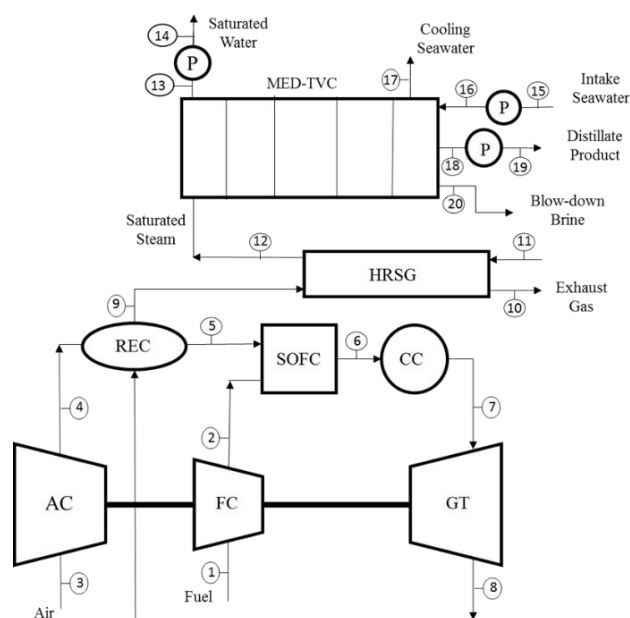 14
Saturated
Water
Cooling
Seawater
P
13
MED-TVC
17
16
P
15
Intake
Seawater
18
P
19
Distillate
Product
20
Blow-down
Brine
Saturated
Steam
12
11
HRSG
10
Exhaust
Gas
9
REC
5
SOFC
6
CC
4
2
7
AC
FC
GT
3
1
8
Air
Fuel